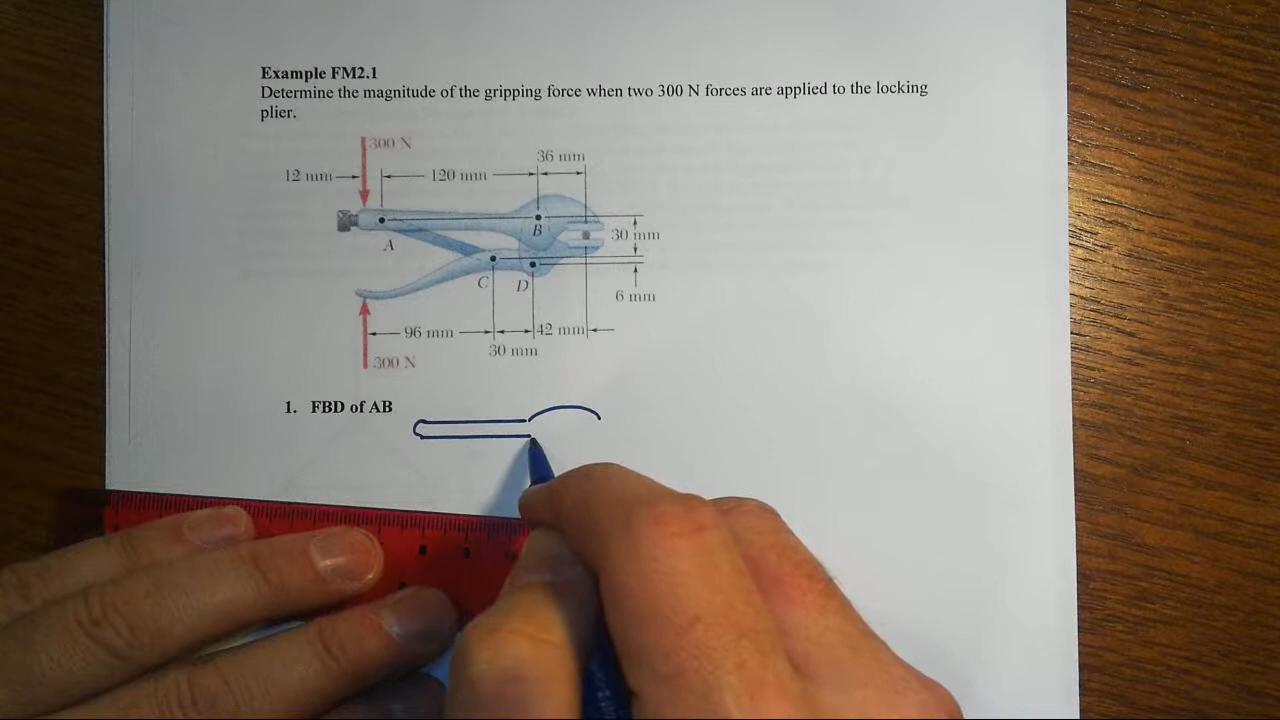 Example FM2.1
Determine the magnitude of the gripping force when two 300 N forces are applied to the locking
plier.
300 N
36 mm
12 mm
120 mm
B
30 mm
A
C
D
6 mm
96 mm
42 mm
30 mm
300 N
1. FBD of AB